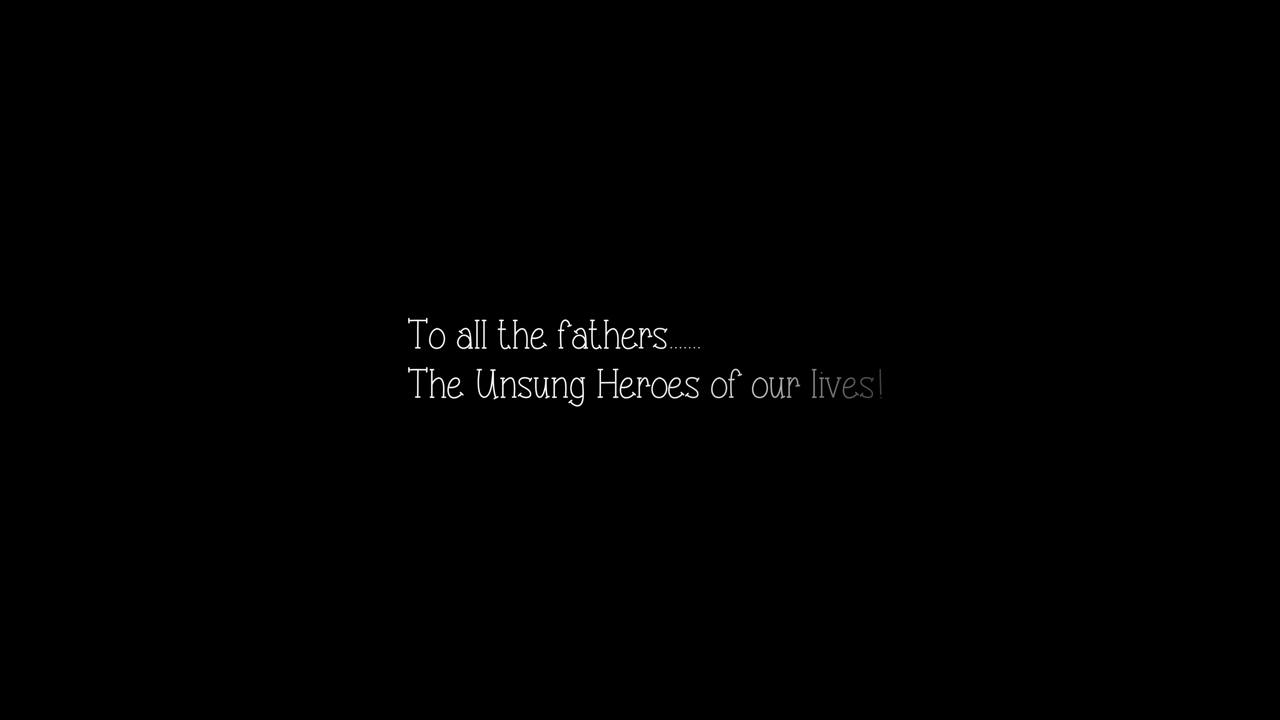 To all the fathers.......
The Unsung Heroes of our lives!